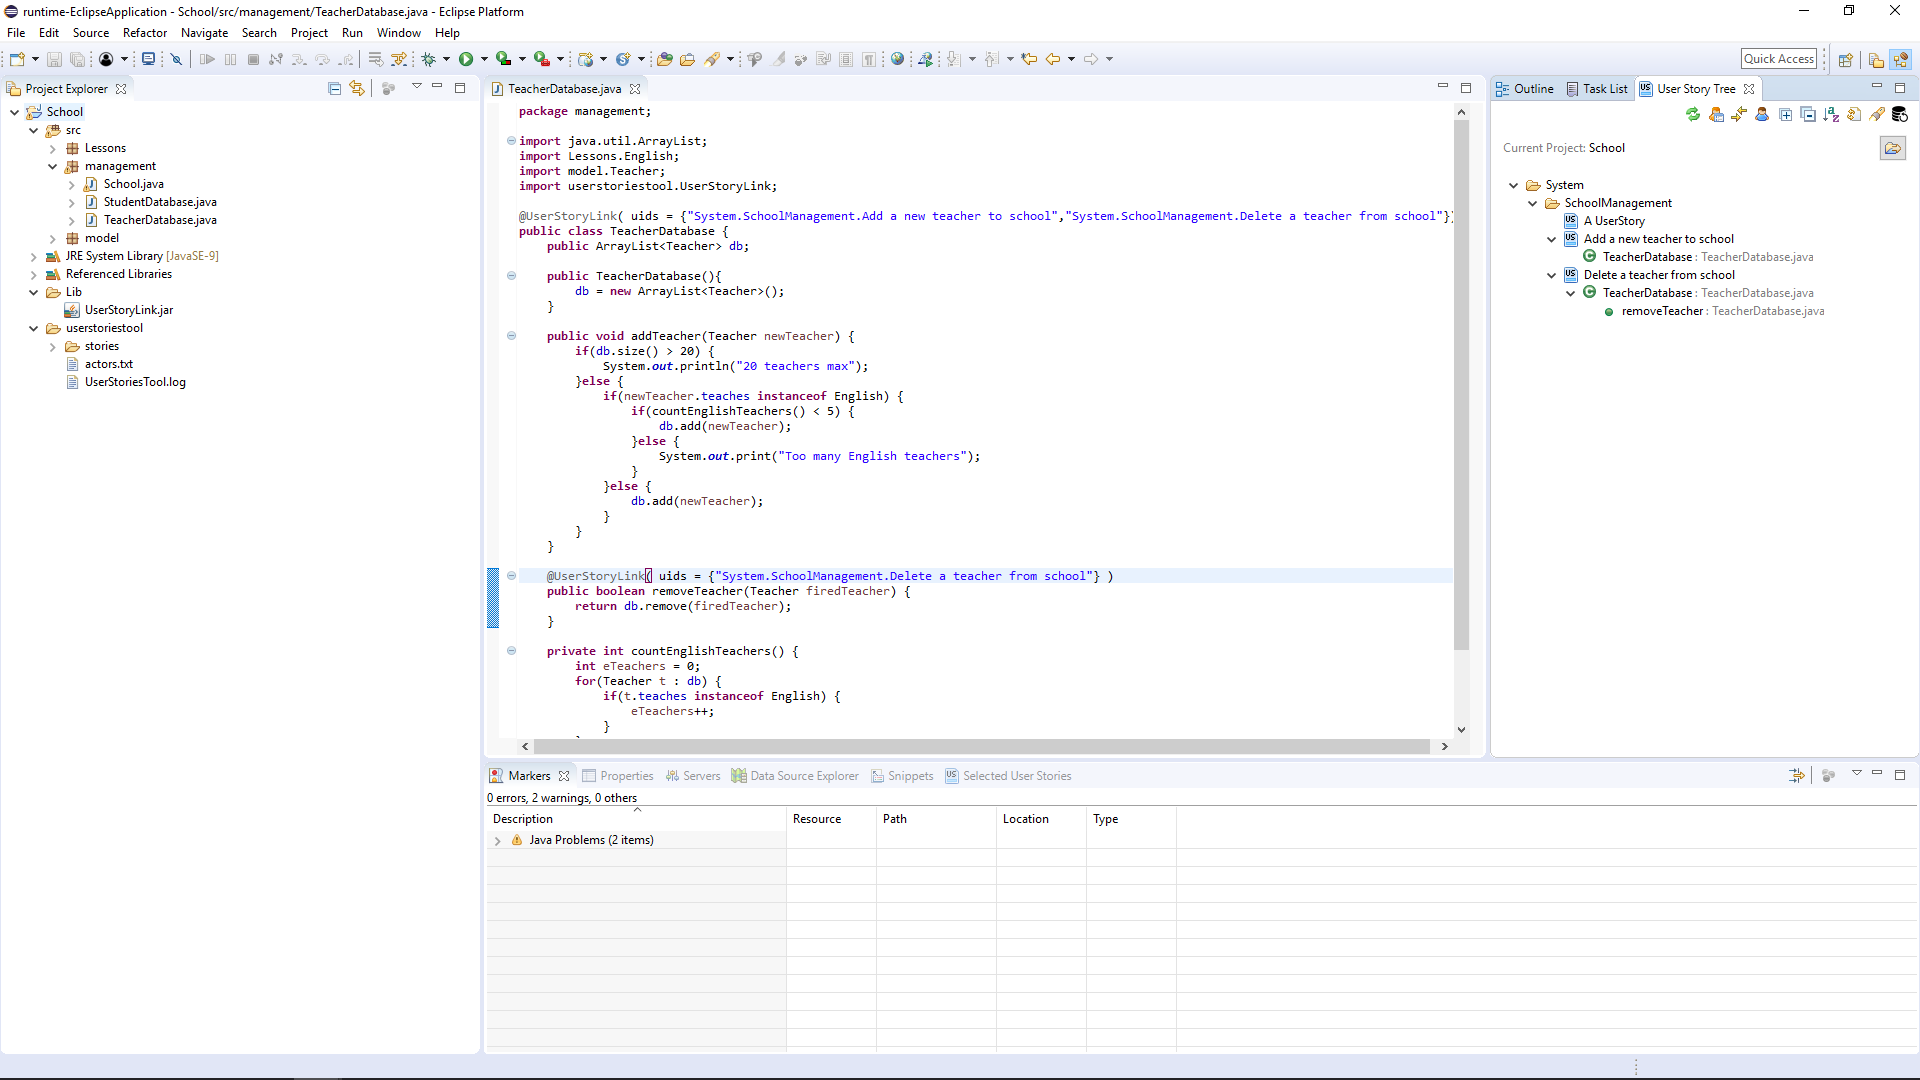 runtime-EclipseApplication - School/src/management/TeacherDatabase.java - Eclipse Platform
File Edit Source Refactor Navigate Search Project Run Window Help
Quick Access
Project Explorer
School
src
Lessons
management
School.java
StudentDatabase.java
TeacherDatabase.java
model
JRE System Library [JavaSE-9]
Referenced Libraries
Lib
UserStoryLink.jar
userstoriestool
stories
actors.txt
UserStoriesTool.log
TeacherDatabase.java
package management;
import java.util.ArrayList;
import Lessons.English;
import model.Teacher;
import userstoriestool.UserStoryLink;
@UserStoryLink( uids = {"System.SchoolManagement.Add a new teacher to school","System.SchoolManagement.Delete a teacher from school"})
public class TeacherDatabase {
public ArrayList<Teacher> db;
public TeacherDatabase(){
db = new ArrayList<Teacher>();
}
public void addTeacher(Teacher newTeacher) {
if(db.size() > 20) {
System.out.println("20 teachers max");
}else {
if(newTeacher.teaches instanceof English) {
if(countEnglishTeachers() < 5) {
db.add(newTeacher);
}else {
System.out.print("Too many English teachers");
}
}else {
db.add(newTeacher);
}
}
}
@UserStoryLink( uids = {"System.SchoolManagement.Delete a teacher from school"} )
public boolean removeTeacher(Teacher firedTeacher) {
return db.remove(firedTeacher);
}
private int countEnglishTeachers() {
int eTeachers = 0;
for(Teacher t : db) {
if(t.teaches instanceof English) {
eTeachers++;
}
Outline Task List User Story Tree
Current Project: School
System
SchoolManagement
A UserStory
Add a new teacher to school
TeacherDatabase : TeacherDatabase.java
Delete a teacher from school
TeacherDatabase : TeacherDatabase.java
removeTeacher : TeacherDatabase.java
Markers Properties Servers Data Source Explorer Snippets Selected User Stories
0 errors, 2 warnings, 0 others
Description Resource Path Location Type
Java Problems (2 items)